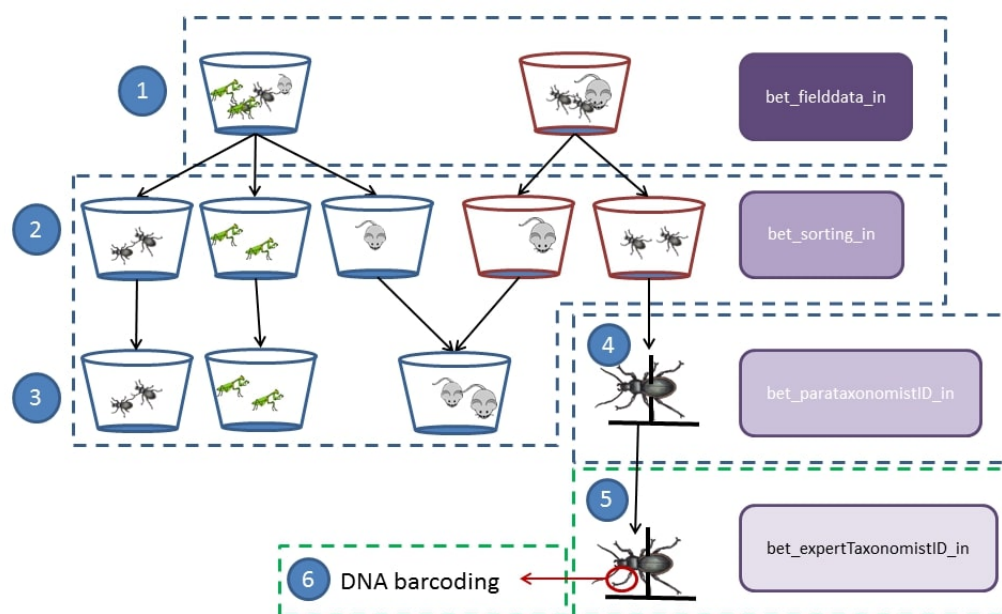 1
bet_fielddata_in
2
bet_sorting_in
3
4
bet_parataxonomistID_in
5
bet_expertTaxonomistID_in
6
DNA barcoding